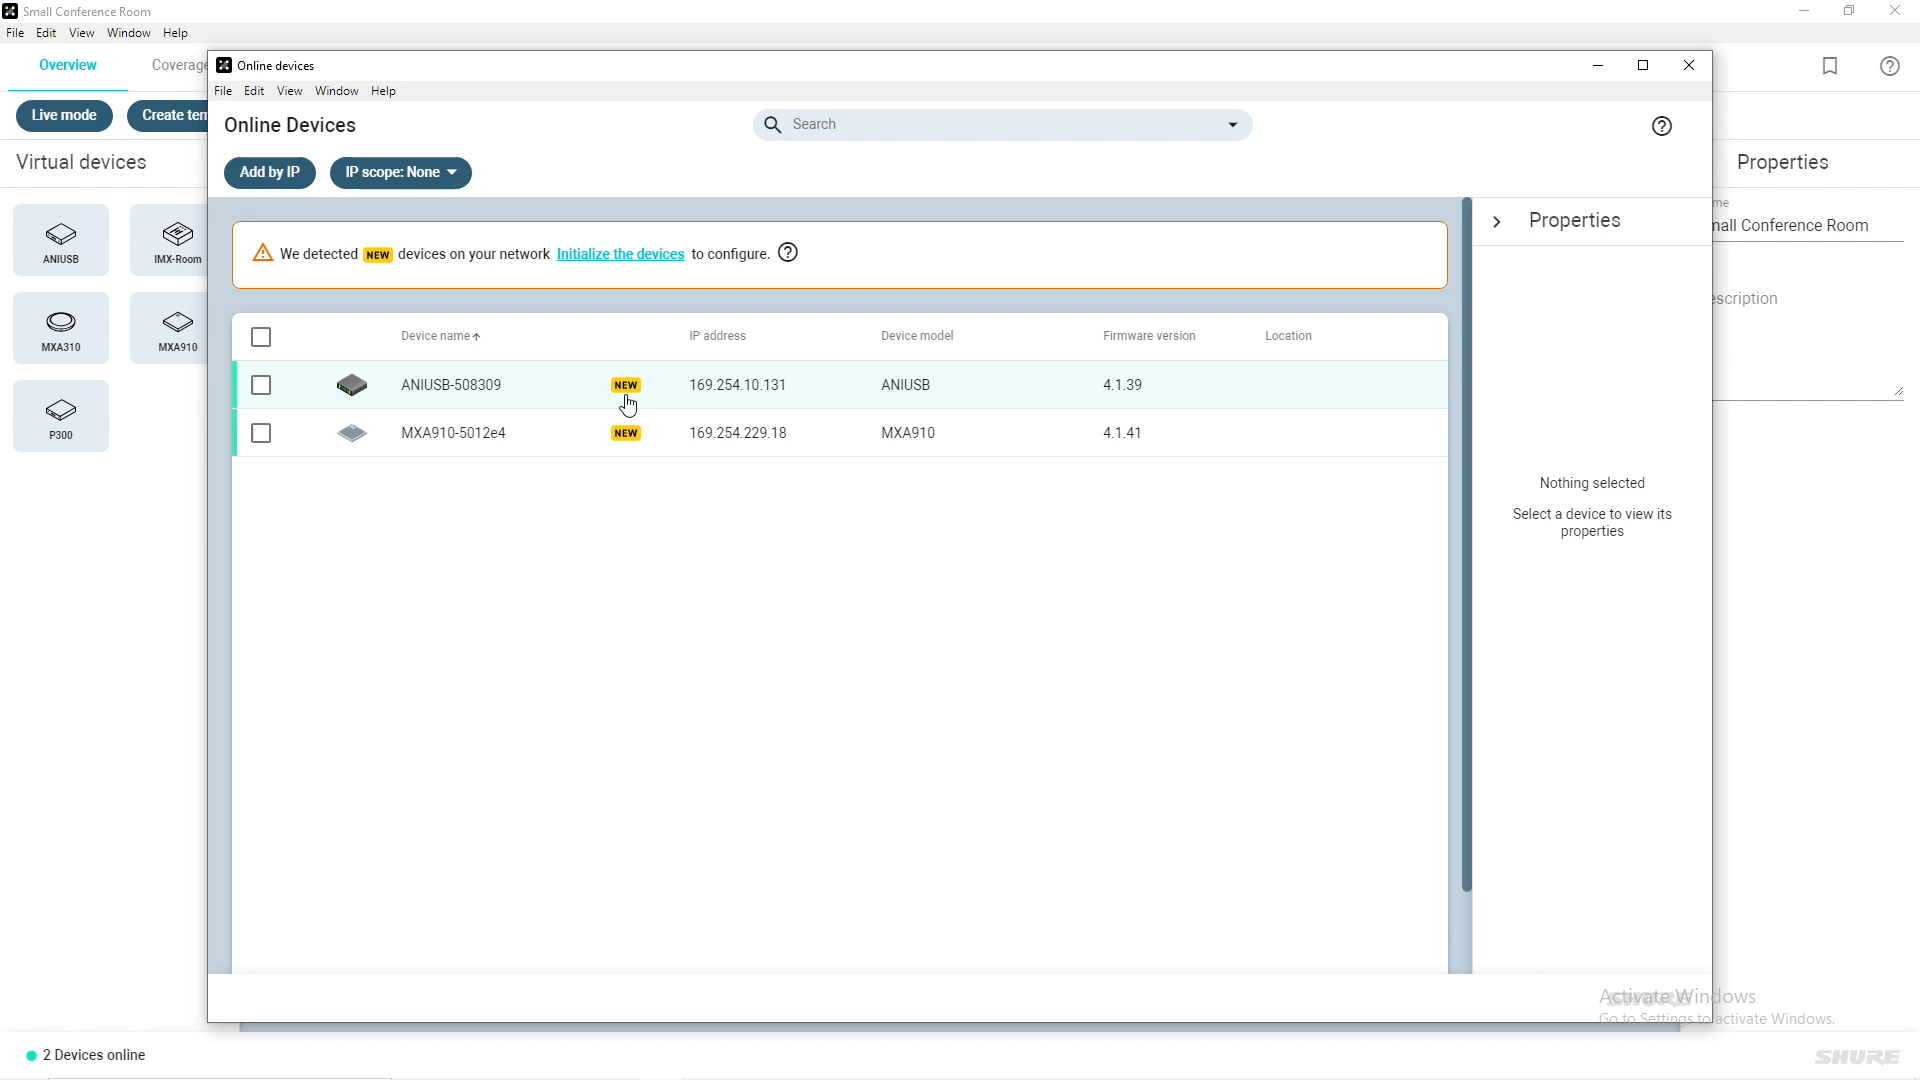 Small Conference Room
File Edit View Window Help
Overview Coverage
Live mode Create tem
Virtual devices
ANIUSB IMX-Room
MXA310 MXA910
P300
Online devices
File Edit View Window Help
Online Devices
Search
Add by IP IP scope: None
We detected NEW devices on your network Initialize the devices to configure.
Device name IP address Device model Firmware version Location
ANIUSB-508309 NEW 169.254.10.131 ANIUSB 4.1.39
MXA910-5012e4 NEW 169.254.229.18 MXA910 4.1.41
Properties
Nothing selected
Select a device to view its
properties
Properties
me
mall Conference Room
escription
Activate Windows
Go to Settings to activate Windows.
2 Devices online
SHURE